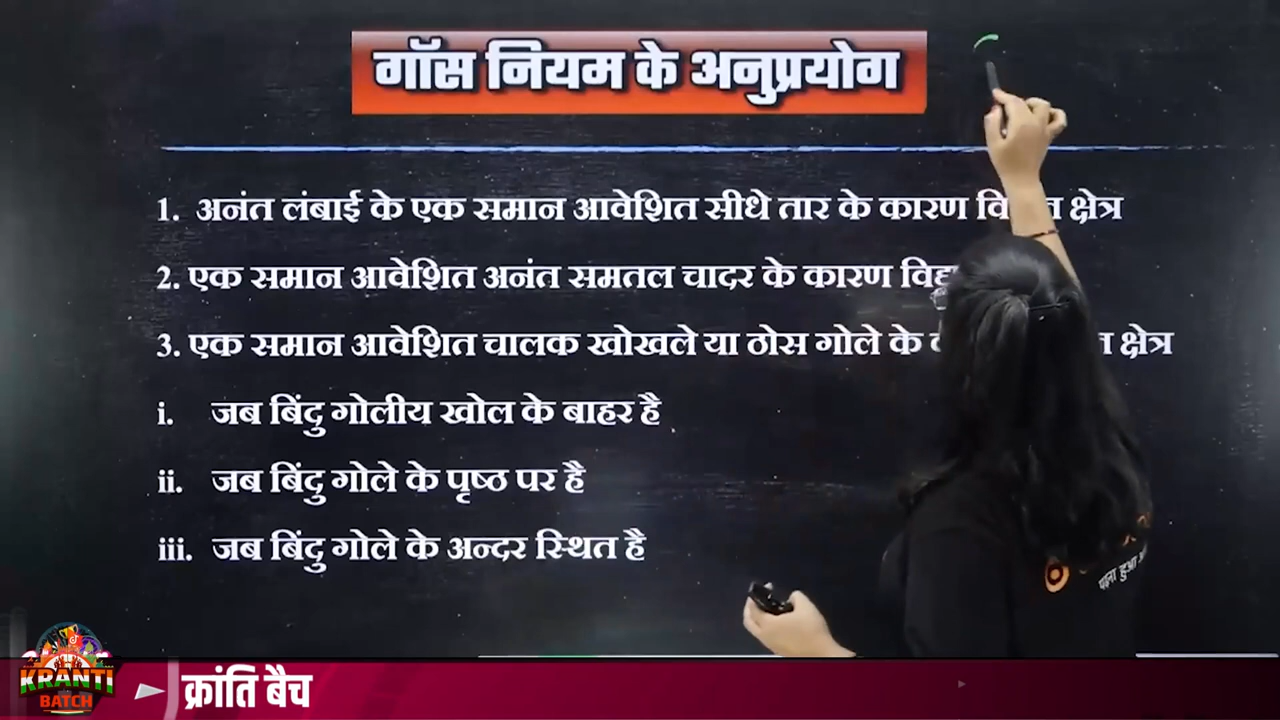 गॉस नियम के अनुप्रयोग
1. अनंत लंबाई के एक समान आवेशित सीधे तार के कारण क्षेत्र
2. एक समान आवेशित अनंत समतल चादर के कारण
3. एक समान आवेशित चालक खोखले या ठोस गोले के क्षेत्र
i. जब बिंदु गोलीय खोल के बाहर है
ii. जब बिंदु गोले के पृष्ठ पर है
iii. जब बिंदु गोले के अन्दर स्थित है
पढ़ना हुआ
KRANTI
BATCH
क्रांति बैच